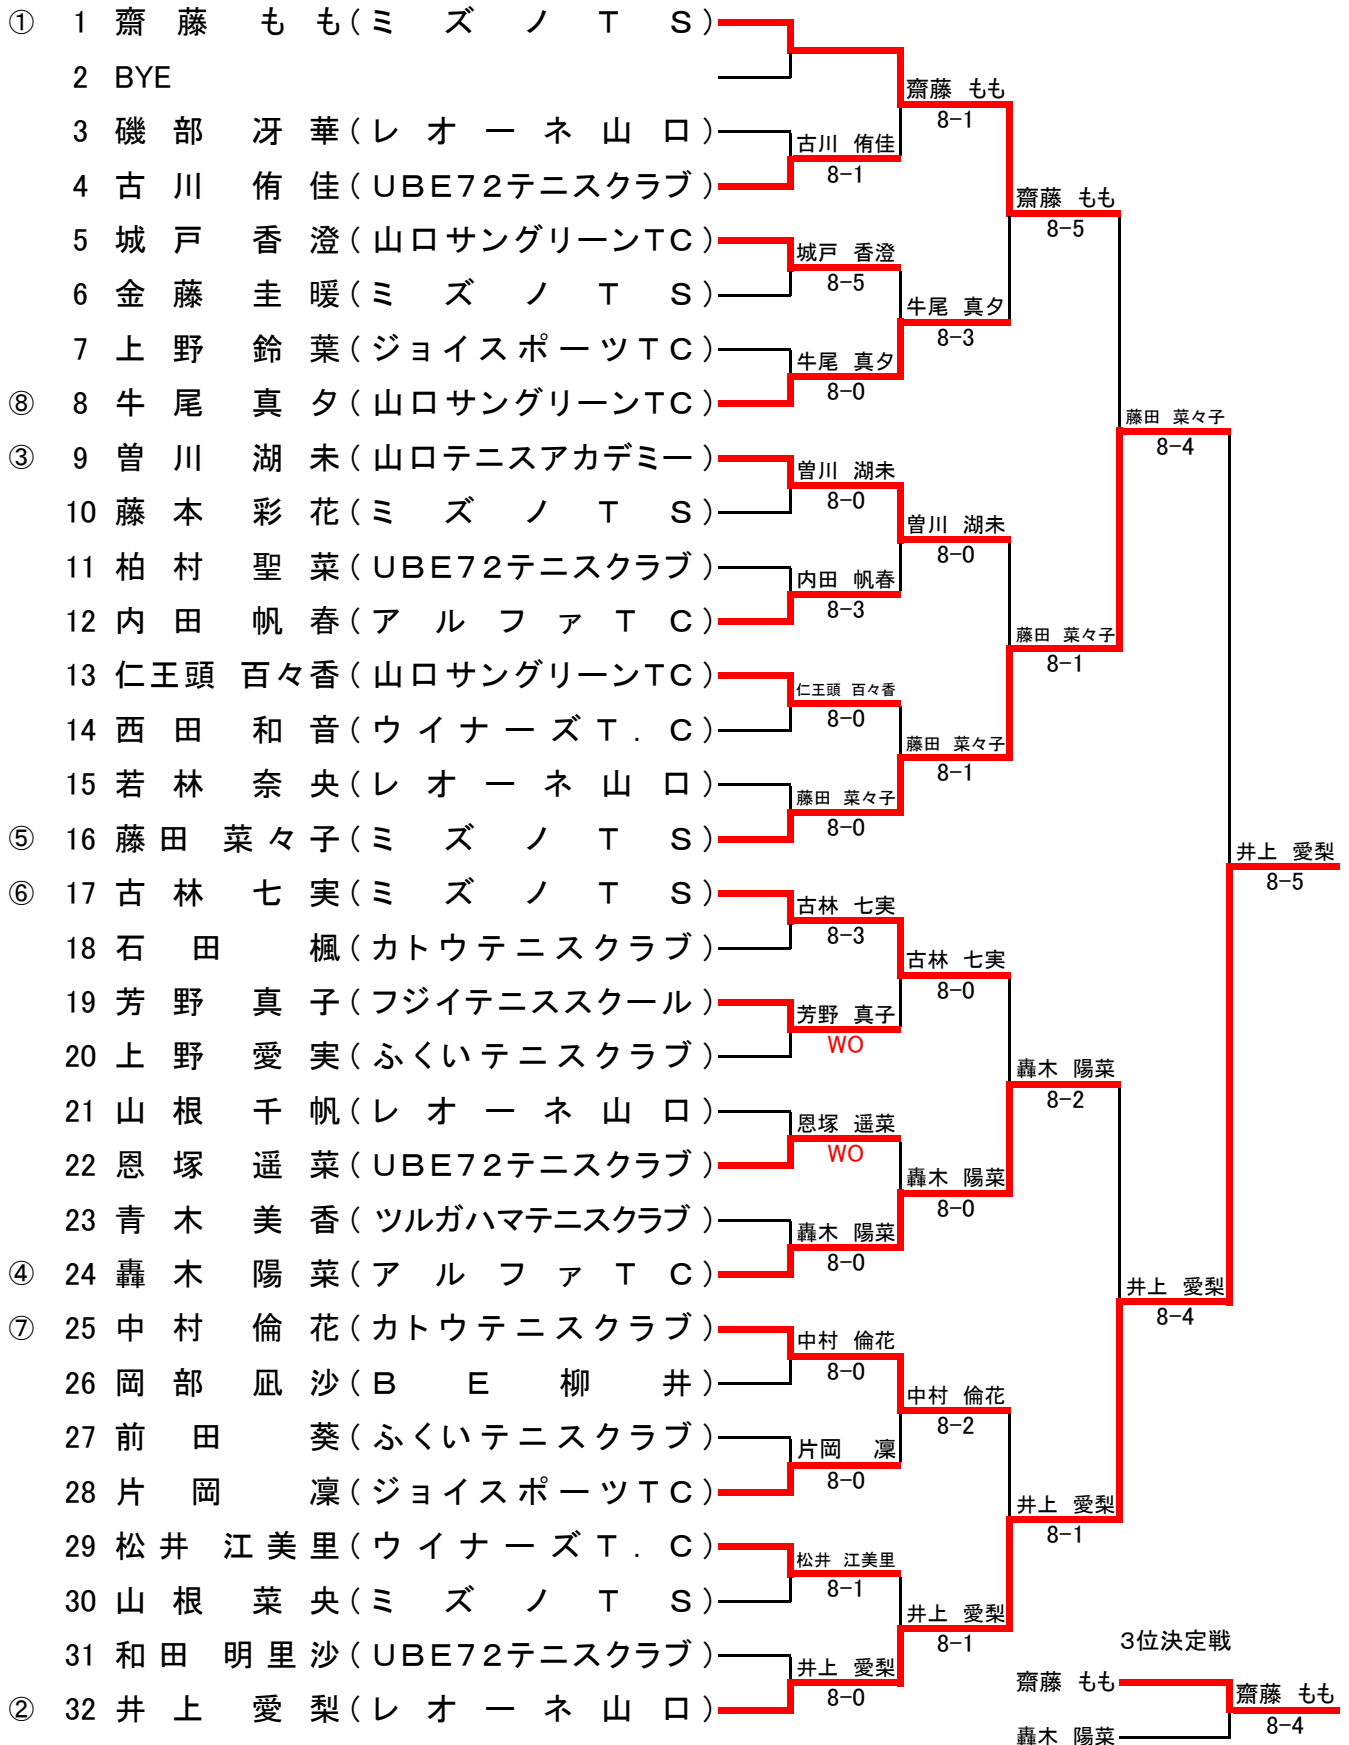 ① 1 齋藤 もも(ミズノTS)
2 BYE
3 磯部 冴華(レオーネ山口)
4 古川 侑佳(UBE72テニスクラブ)
5 城戸 香澄(山口サングリーンTC)
6 金藤 圭暖(ミズノTS)
7 上野 鈴葉(ジョイスポーツTC)
⑧ 8 牛尾 真夕(山口サングリーンTC)
③ 9 曽川 湖未(山口テニスアカデミー)
10 藤本 彩花(ミズノTS)
11 柏村 聖菜(UBE72テニスクラブ)
12 内田 帆春(アルファTC)
13 仁王頭 百々香(山口サングリーンTC)
14 西田 和音(ウイナーズT.C)
15 若林 奈央(レオーネ山口)
⑤ 16 藤田 菜々子(ミズノTS)
⑥ 17 古林 七実(ミズノTS)
18 石田 楓(カトウテニスクラブ)
19 芳野 真子(フジイテニススクール)
20 上野 愛実(ふくいテニスクラブ)
21 山根 千帆(レオーネ山口)
22 恩塚 遥菜(UBE72テニスクラブ)
23 青木 美香(ツルガハマテニスクラブ)
④ 24 轟木 陽菜(アルファTC)
⑦ 25 中村 倫花(カトウテニスクラブ)
26 岡部 凪沙(BE柳井)
27 前田 葵(ふくいテニスクラブ)
28 片岡 凜(ジョイスポーツTC)
29 松井 江美里(ウイナーズT.C)
30 山根 菜央(ミズノTS)
31 和田 明里沙(UBE72テニスクラブ)
② 32 井上 愛梨(レオーネ山口)
古川 侑佳
8-1
城戸 香澄
8-5
牛尾 真夕
8-0
曽川 湖未
8-0
内田 帆春
8-3
仁王頭 百々香
8-0
藤田 菜々子
8-0
古林 七実
8-3
芳野 真子
WO
恩塚 遥菜
WO
轟木 陽菜
8-0
中村 倫花
8-0
片岡 凜
8-0
松井 江美里
8-1
井上 愛梨
8-0
齋藤 もも
8-1
牛尾 真夕
8-3
曽川 湖未
8-0
藤田 菜々子
8-1
古林 七実
8-0
轟木 陽菜
8-0
中村 倫花
8-2
井上 愛梨
8-1
齋藤 もも
8-5
藤田 菜々子
8-1
轟木 陽菜
8-2
井上 愛梨
8-1
藤田 菜々子
8-4
井上 愛梨
8-4
井上 愛梨
8-5
3位決定戦
齋藤 もも
轟木 陽菜
齋藤 もも
8-4